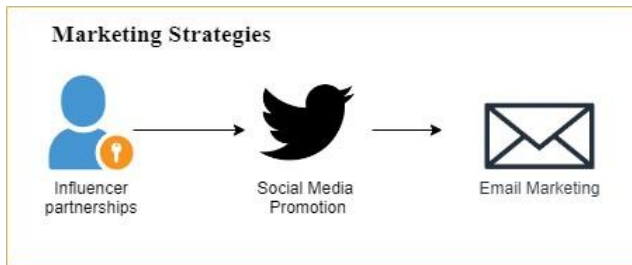 Marketing Strategies
Influencer
partnerships
Social Media
Promotion
Email Marketing